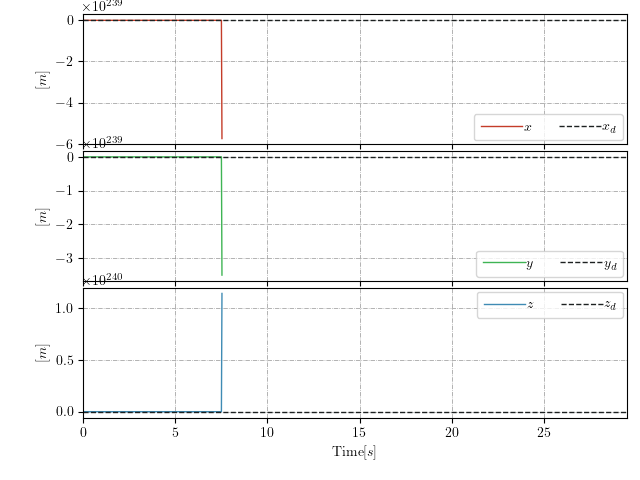 ×10^239
0
−2
−4
−6
[m]
x x_d
×10^239
0
−1
−2
−3
[m]
y y_d
×10^240
1.0
0.5
0.0
[m]
z z_d
0 5 10 15 20 25
Time[s]